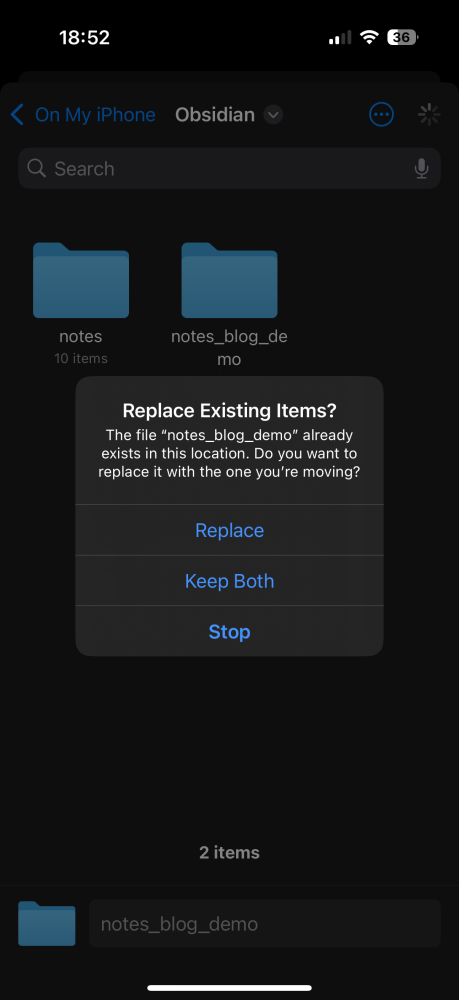 18:52
36
On My iPhone
Obsidian
Search
notes
10 items
notes_blog_de
mo
Replace Existing Items?
The file “notes_blog_demo” already
exists in this location. Do you want to
replace it with the one you’re moving?
Replace
Keep Both
Stop
2 items
notes_blog_demo